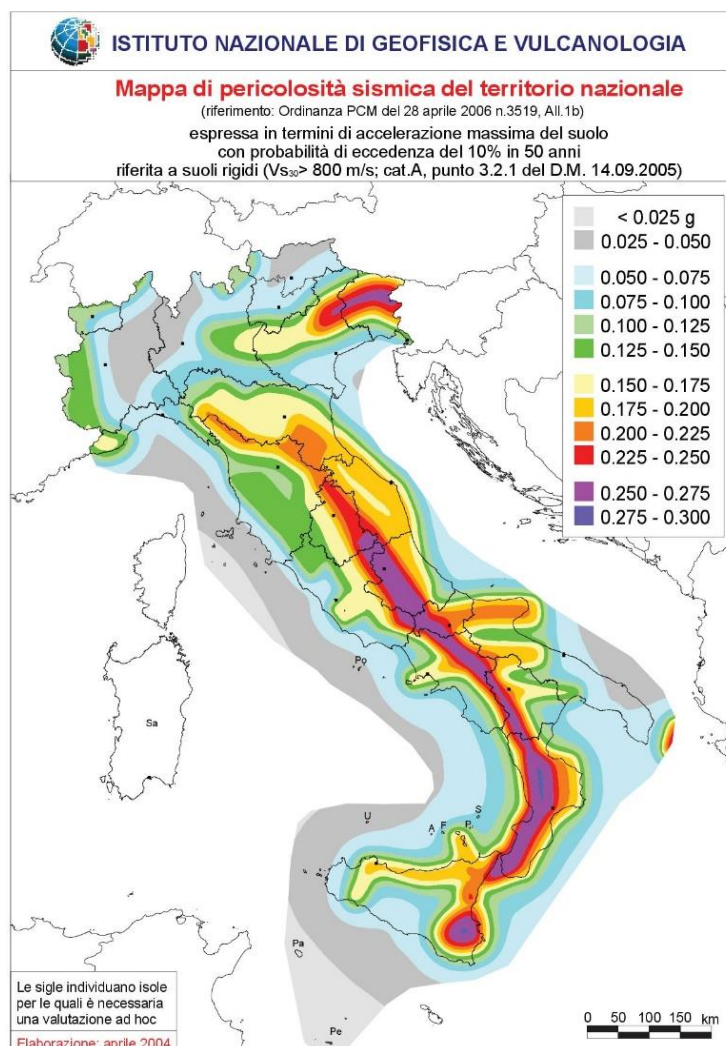 ISTITUTO NAZIONALE DI GEOFISICA E VULCANOLOGIA
Mappa di pericolosità sismica del territorio nazionale
(riferimento: Ordinanza PCM del 28 aprile 2006 n.3519, All.1b)
espressa in termini di accelerazione massima del suolo
con probabilità di eccedenza del 10% in 50 anni
riferita a suoli rigidi (Vs₃₀> 800 m/s; cat.A, punto 3.2.1 del D.M. 14.09.2005)
< 0.025 g
0.025 - 0.050
0.050 - 0.075
0.075 - 0.100
0.100 - 0.125
0.125 - 0.150
0.150 - 0.175
0.175 - 0.200
0.200 - 0.225
0.225 - 0.250
0.250 - 0.275
0.275 - 0.300
Po
Sa
U
A
F
P
S
Pa
Pe
Le sigle individuano isole
per le quali è necessaria
una valutazione ad hoc
Elaborazione: aprile 2004
0 50 100 150 km